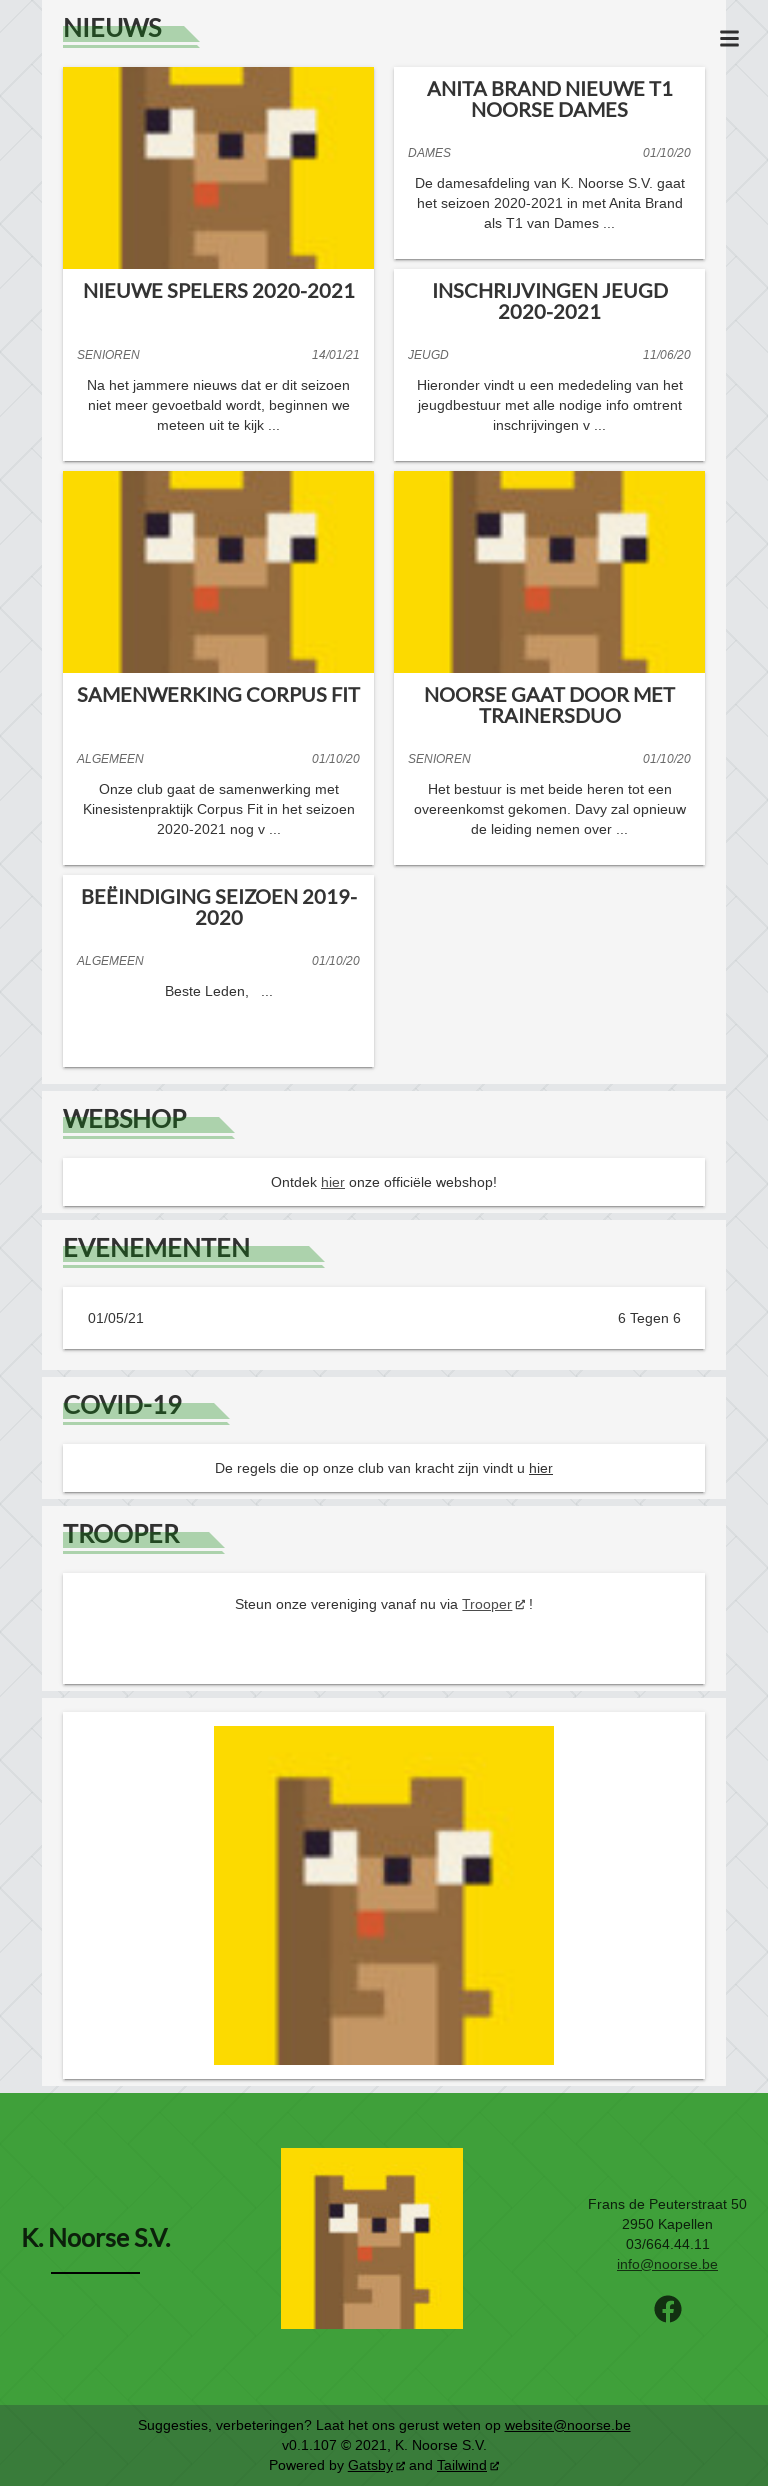 NIEUWS
NIEUWE SPELERS 2020-2021
SENIOREN 14/01/21
Na het jammere nieuws dat er dit seizoen
niet meer gevoetbald wordt, beginnen we
meteen uit te kijk ...
ANITA BRAND NIEUWE T1
NOORSE DAMES
DAMES 01/10/20
De damesafdeling van K. Noorse S.V. gaat
het seizoen 2020-2021 in met Anita Brand
als T1 van Dames ...
INSCHRIJVINGEN JEUGD
2020-2021
JEUGD 11/06/20
Hieronder vindt u een mededeling van het
jeugdbestuur met alle nodige info omtrent
inschrijvingen v ...
SAMENWERKING CORPUS FIT
ALGEMEEN 01/10/20
Onze club gaat de samenwerking met
Kinesistenpraktijk Corpus Fit in het seizoen
2020-2021 nog v ...
NOORSE GAAT DOOR MET
TRAINERSDUO
SENIOREN 01/10/20
Het bestuur is met beide heren tot een
overeenkomst gekomen. Davy zal opnieuw
de leiding nemen over ...
BEËINDIGING SEIZOEN 2019-
2020
ALGEMEEN 01/10/20
Beste Leden, ...
WEBSHOP
Ontdek hier onze officiële webshop!
EVENEMENTEN
01/05/21 6 Tegen 6
COVID-19
De regels die op onze club van kracht zijn vindt u hier
TROOPER
Steun onze vereniging vanaf nu via Trooper !
K. Noorse S.V.
Frans de Peuterstraat 50
2950 Kapellen
03/664.44.11
info@noorse.be
Suggesties, verbeteringen? Laat het ons gerust weten op website@noorse.be
v0.1.107 © 2021, K. Noorse S.V.
Powered by Gatsby and Tailwind